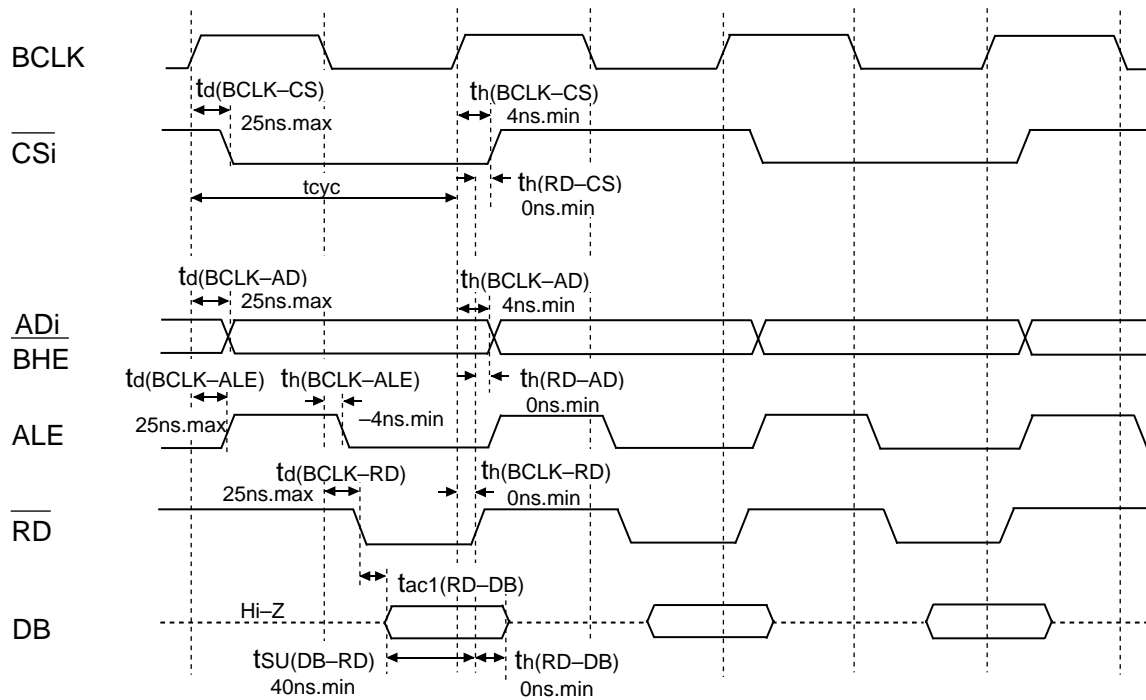 BCLK
td(BCLK–CS)
25ns.max
th(BCLK–CS)
4ns.min
CSi
tcyc
th(RD–CS)
0ns.min
td(BCLK–AD)
25ns.max
th(BCLK–AD)
4ns.min
ADi
BHE
td(BCLK–ALE)
25ns.max
th(BCLK–ALE)
–4ns.min
th(RD–AD)
0ns.min
ALE
td(BCLK–RD)
25ns.max
th(BCLK–RD)
0ns.min
RD
tac1(RD–DB)
Hi–Z
DB
tSU(DB–RD)
40ns.min
th(RD–DB)
0ns.min